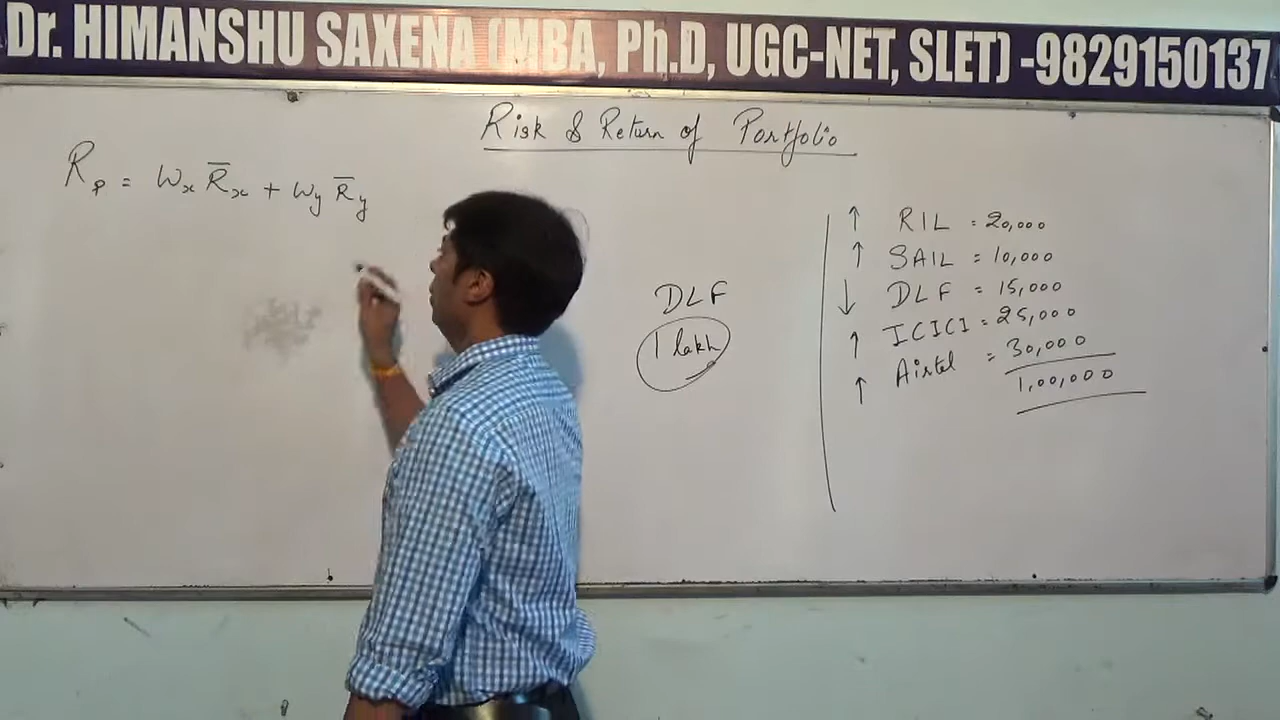 Dr. HIMANSHU SAXENA (MBA, Ph.D, UGC-NET, SLET) -9829150137
Risk & Return of Portfolio
Rp = Wx R̅x + Wy R̅y
DLF
1 lakh
↑ RIL = 20,000
↑ SAIL = 10,000
↓ DLF = 15,000
↑ ICICI = 25,000
↑ Airtel = 30,000
1,00,000